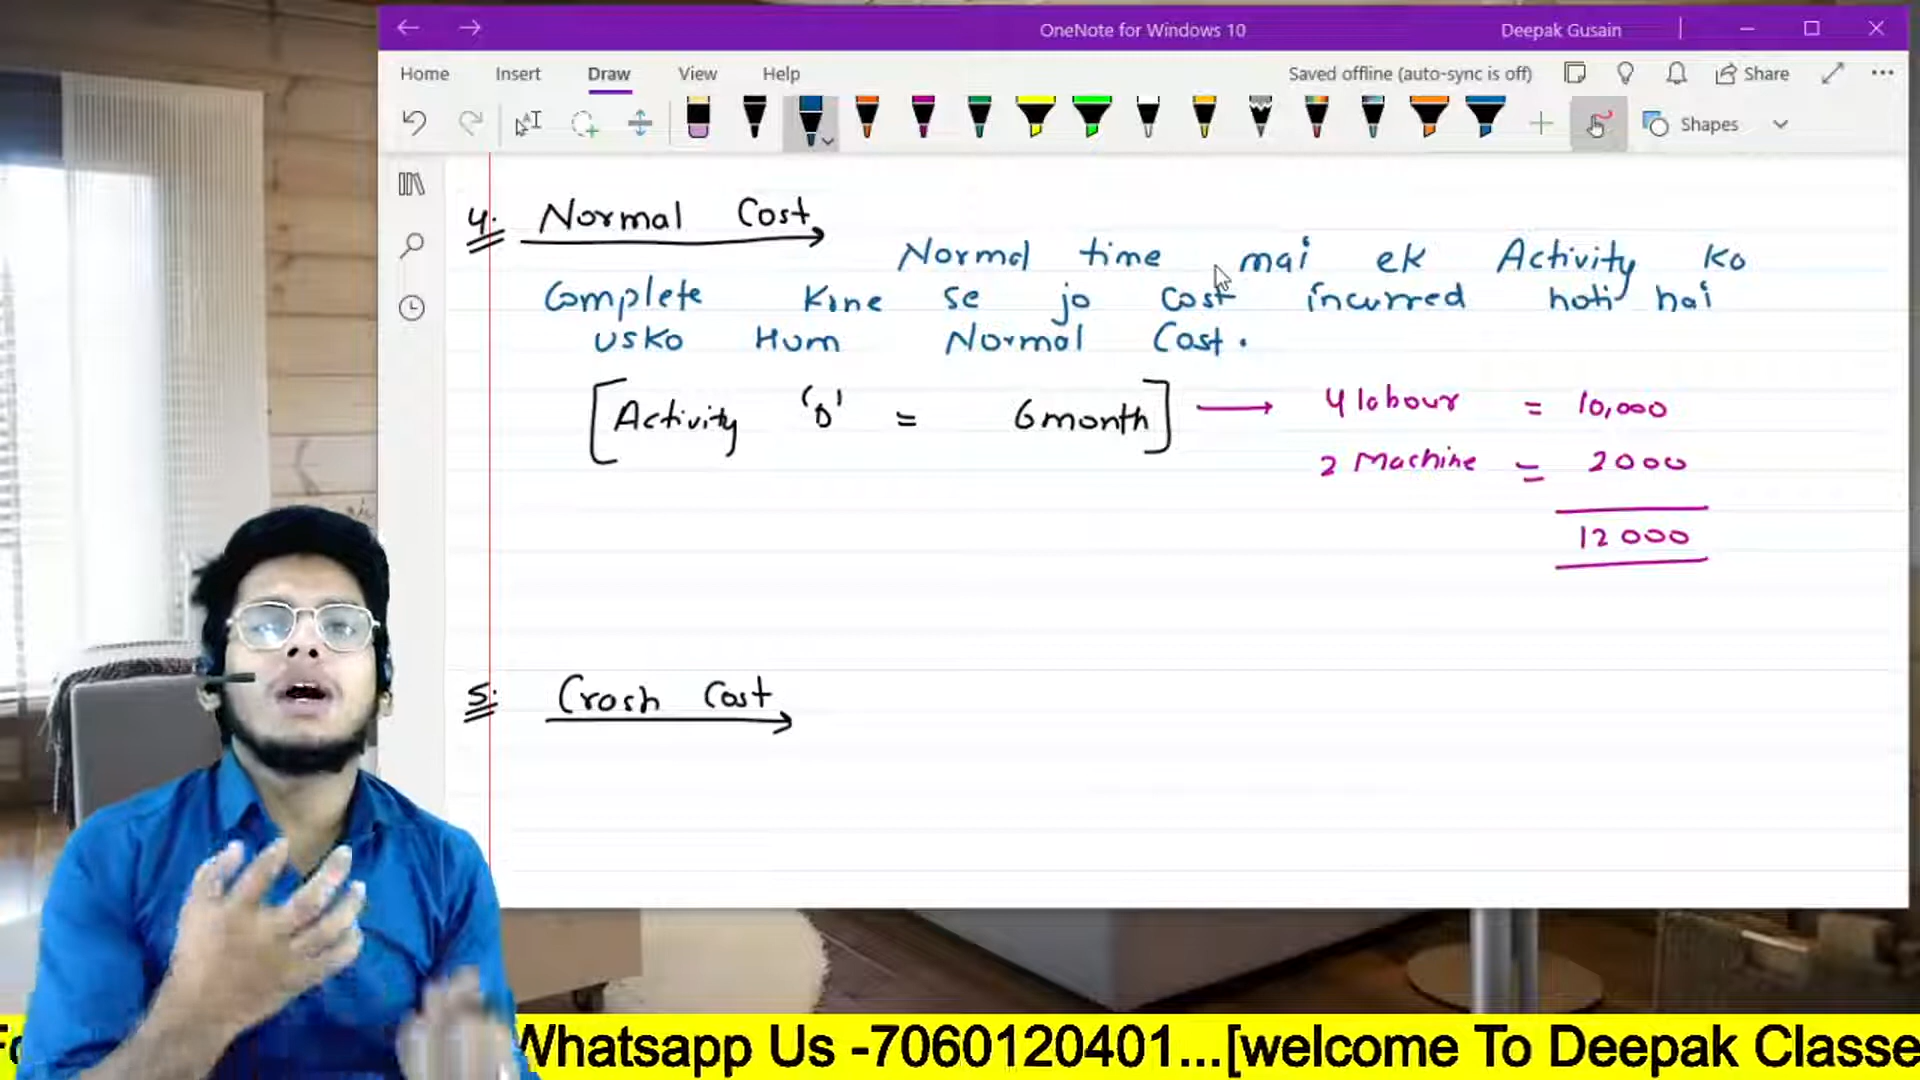 OneNote for Windows 10
Deepak Gusain
Home Insert Draw View Help
Saved offline (auto-sync is off)
Share
Shapes
4. Normal Cost
Normal time mai ek Activity ko
Complete Krne se jo cost incurred hoti hai
usko Hum Normal Cost.
[Activity 'D' = 6 month]
4 labour = 10,000
2 Machine = 2000
12000
5. Crash Cost
Whatsapp Us -7060120401...[welcome To Deepak Classe